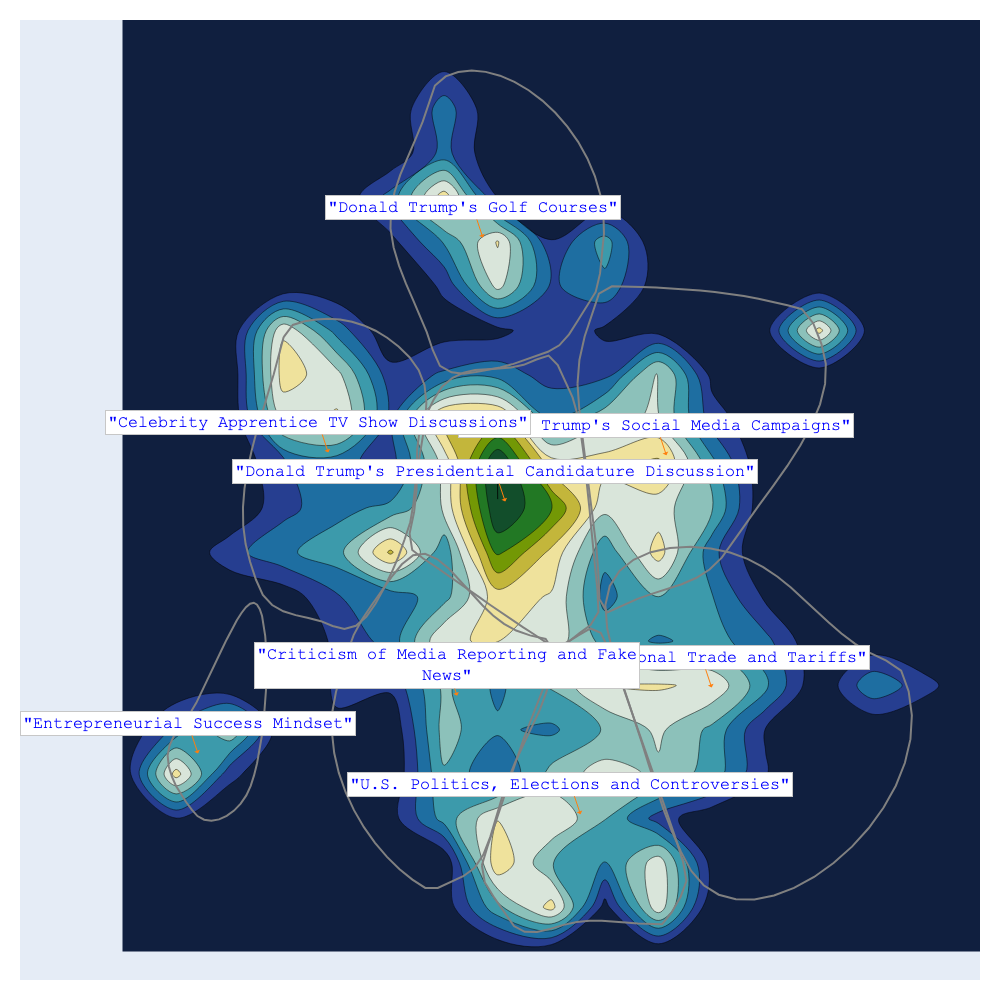 "Donald Trump's Golf Courses"
"Celebrity Apprentice TV Show Discussions"
Trump's Social Media Campaigns"
"Donald Trump's Presidential Candidature Discussion"
"Criticism of Media Reporting and Fake
News"
Trade and Tariffs"
"Entrepreneurial Success Mindset"
"U.S. Politics, Elections and Controversies"